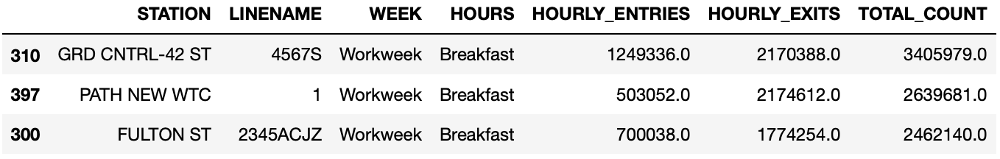 STATION LINENAME WEEK HOURS HOURLY_ENTRIES HOURLY_EXITS TOTAL_COUNT
310 GRD CNTRL-42 ST 4567S Workweek Breakfast 1249336.0 2170388.0 3405979.0
397 PATH NEW WTC 1 Workweek Breakfast 503052.0 2174612.0 2639681.0
300 FULTON ST 2345ACJZ Workweek Breakfast 700038.0 1774254.0 2462140.0